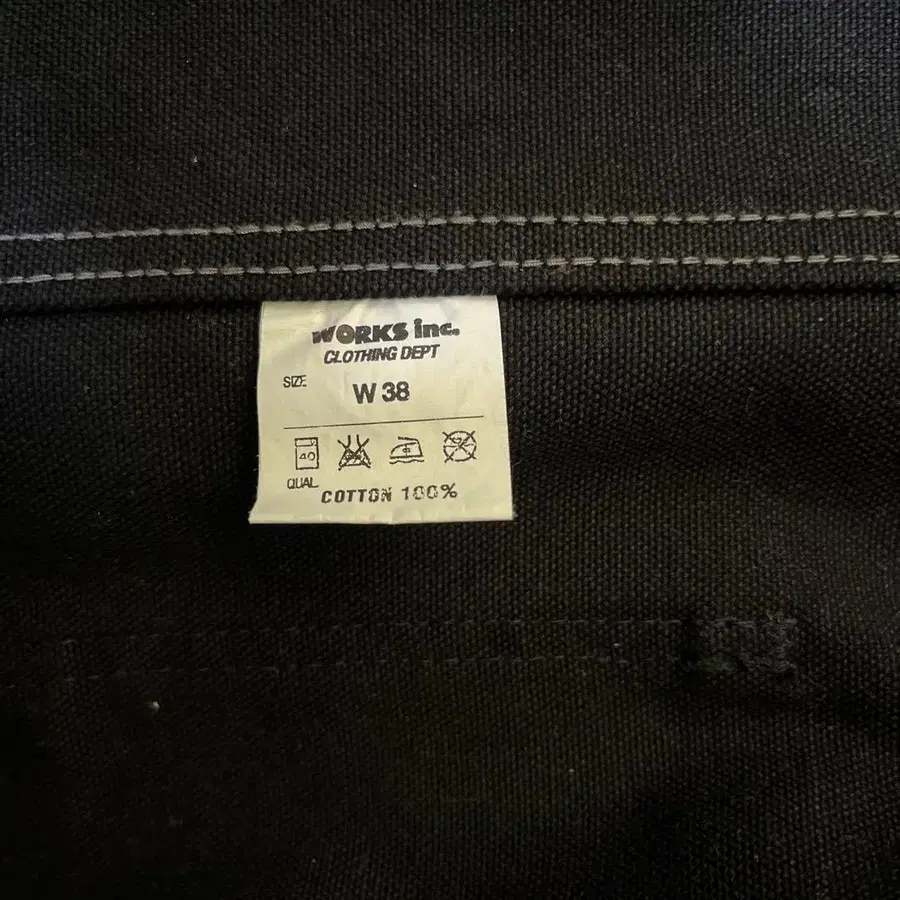 WORKS inc.
CLOTHING DEPT
SIZE
W 38
40
QUAL
COTTON 100%